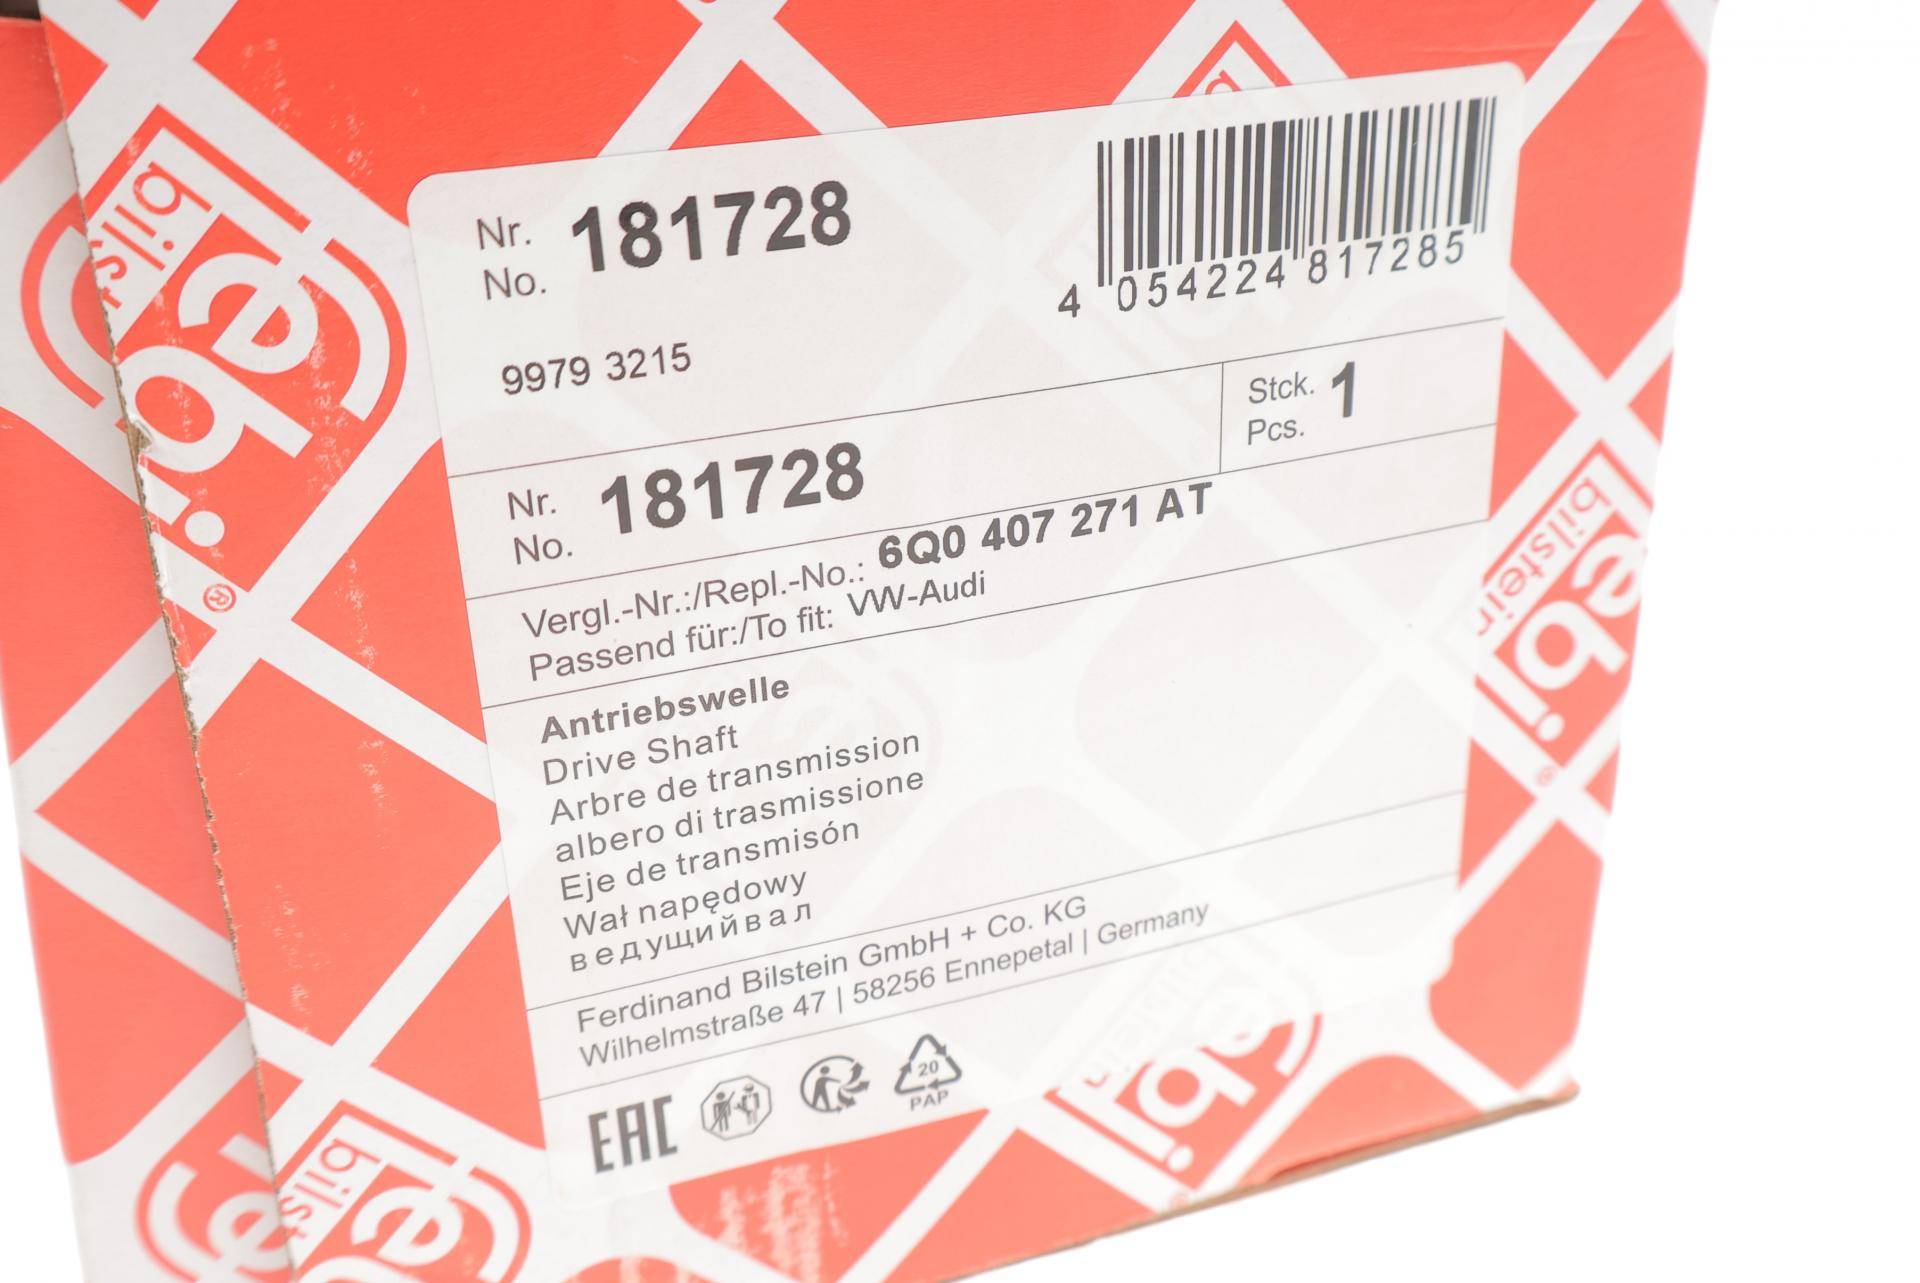 Nr. 181728
No.
4 054224 817285
9979 3215
Stck. 1
Pcs.
Nr. 181728
No.
Vergl.-Nr.:/Repl.-No.: 6Q0 407 271 AT
Passend für:/To fit: VW-Audi
Antriebswelle
Drive Shaft
Arbre de transmission
albero di trasmissione
Eje de transmisón
Wał napędowy
ведущийвал
Ferdinand Bilstein GmbH + Co. KG
Wilhelmstraße 47 | 58256 Ennepetal | Germany
EAC
20
PAP
febi
bilstein